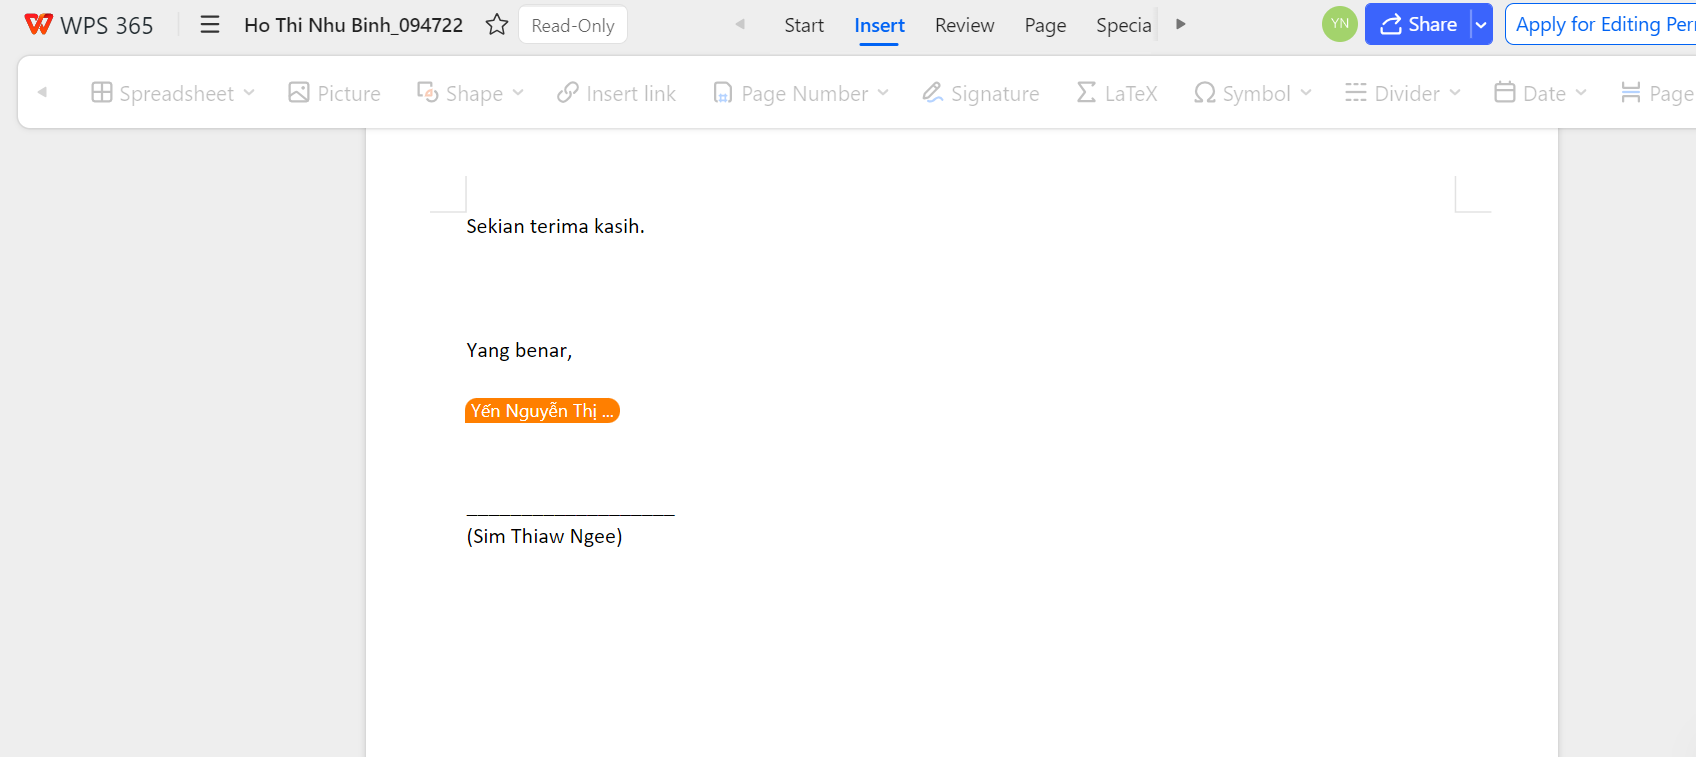 WPS 365
Ho Thi Nhu Binh_094722
Read-Only
Start
Insert
Review
Page
Specia
YN
Share
Apply for Editing Per
Spreadsheet
Picture
Shape
Insert link
Page Number
Signature
LaTeX
Symbol
Divider
Date
Page
Sekian terima kasih.
Yang benar,
Yến Nguyễn Thị ...
(Sim Thiaw Ngee)